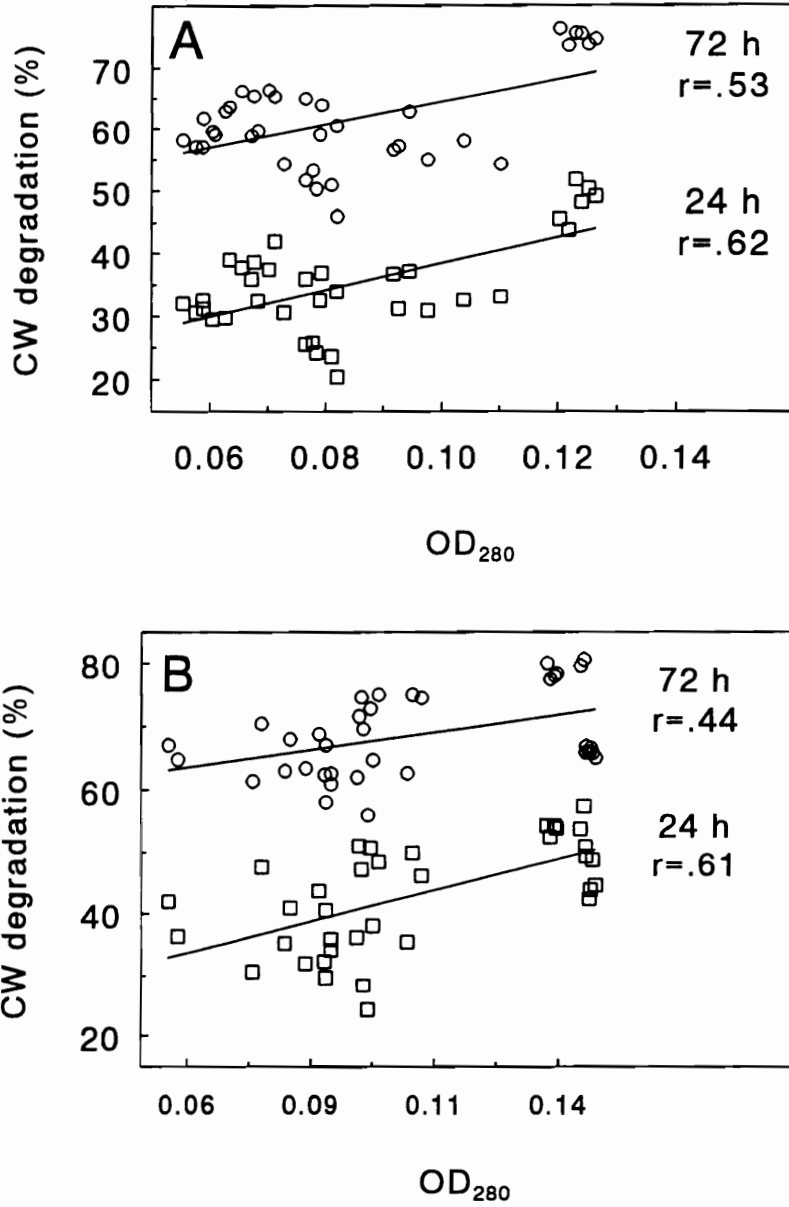 A
72 h
r=.53
24 h
r=.62
CW degradation (%)
70
60
50
40
30
20
0.06 0.08 0.10 0.12 0.14
OD280
B
72 h
r=.44
24 h
r=.61
CW degradation (%)
80
60
40
20
0.06 0.09 0.11 0.14
OD280